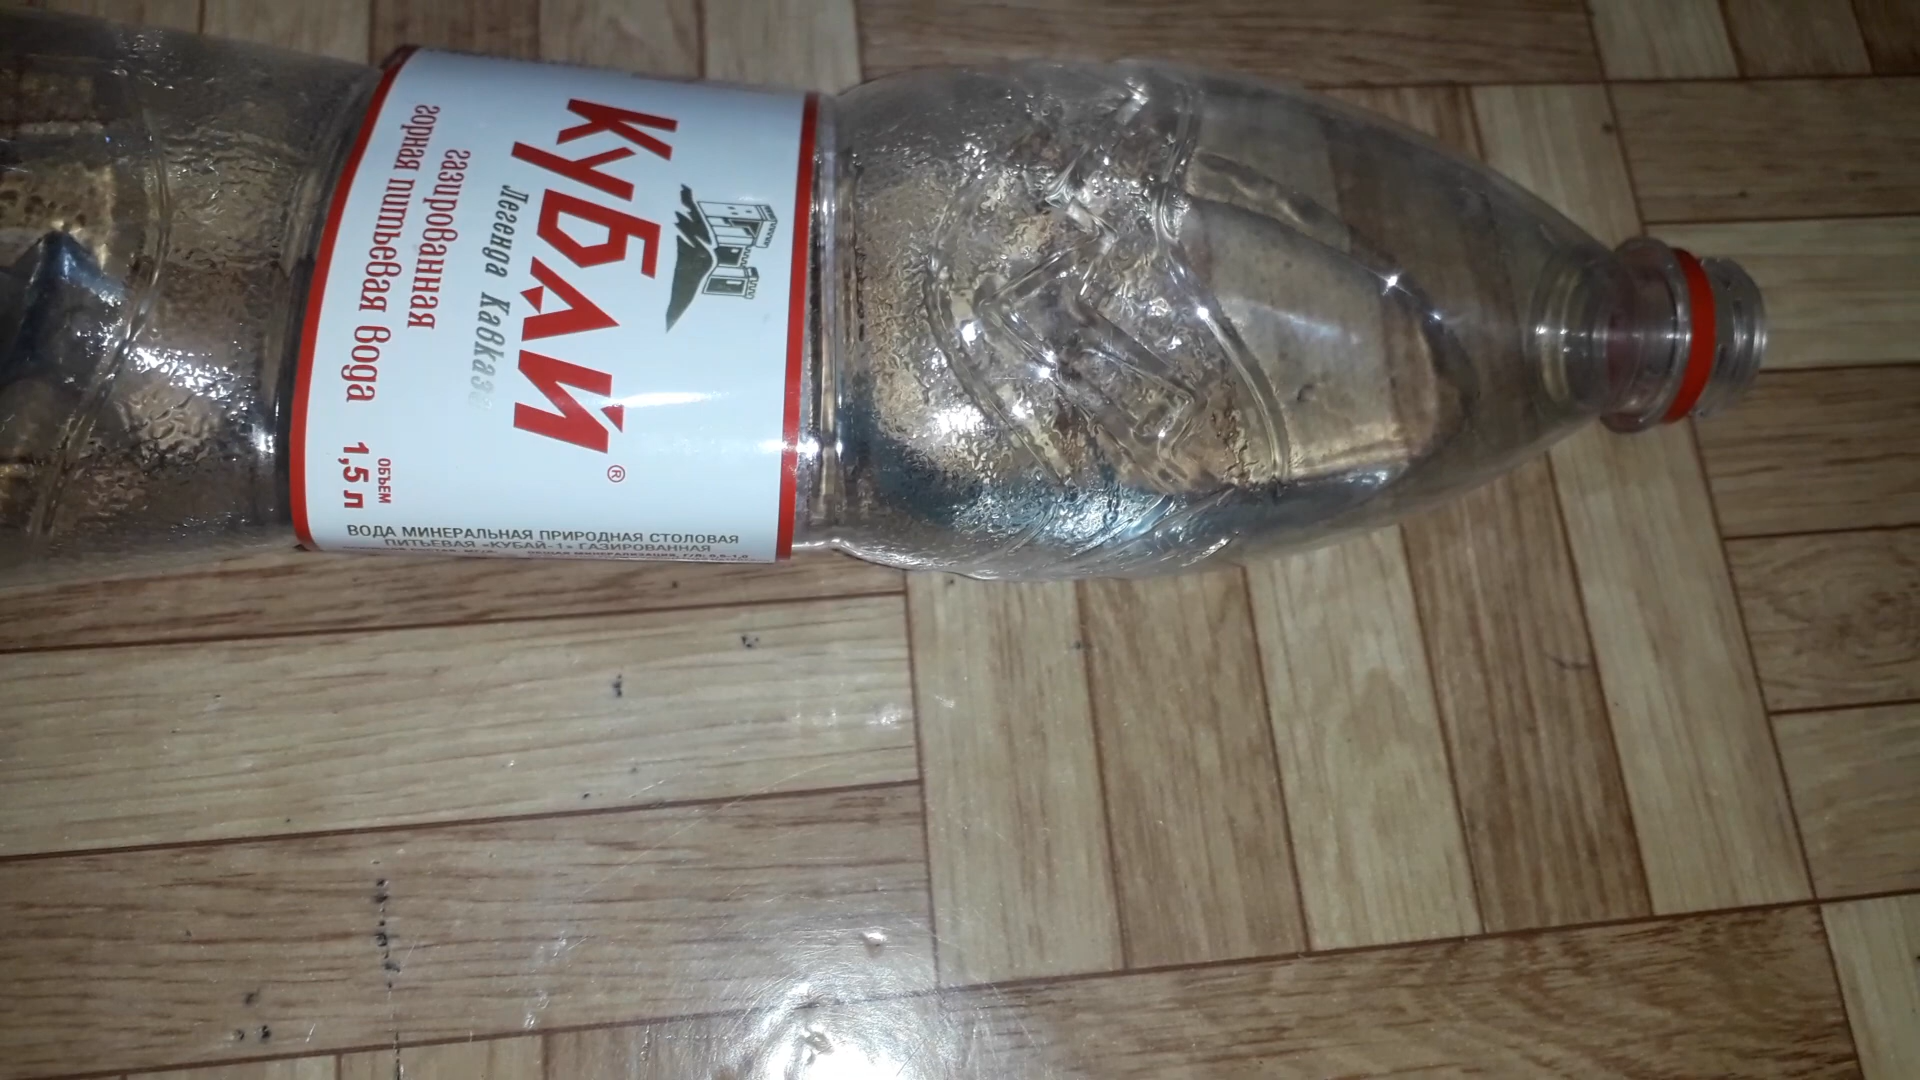 КУБАЙ®
Легенда Кавказа
газированная
горная питьевая вода
ОБЪЕМ
1,5 л
ВОДА МИНЕРАЛЬНАЯ ПРИРОДНАЯ СТОЛОВАЯ
ПИТЬЕВАЯ «КУБАЙ-1» ГАЗИРОВАННАЯ